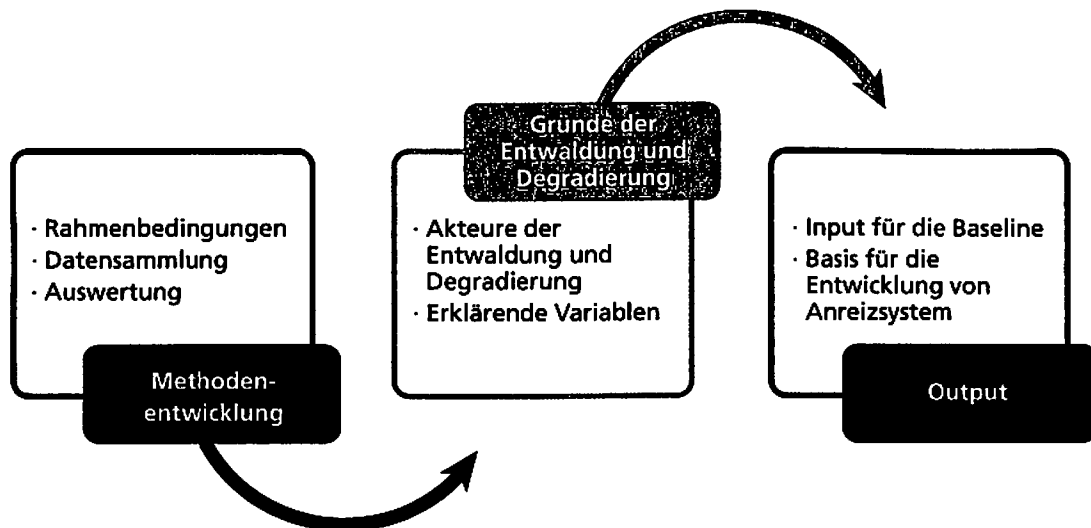 · Rahmenbedingungen
· Datensammlung
· Auswertung
Methoden-
entwicklung
Gründe der
Entwaldung und
Degradierung
· Akteure der
Entwaldung und
Degradierung
· Erklärende Variablen
· Input für die Baseline
· Basis für die
Entwicklung von
Anreizsystem
Output